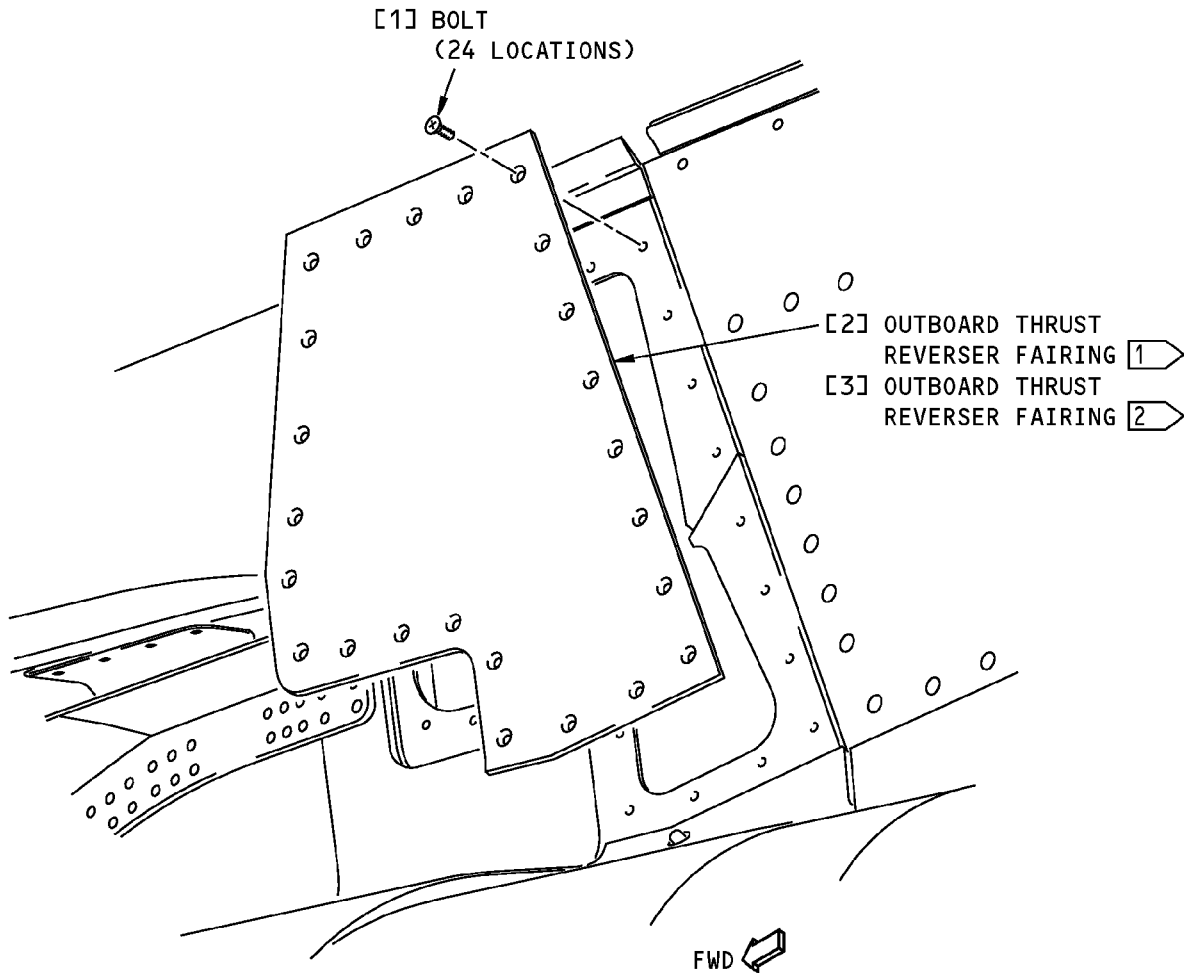 [1] BOLT
(24 LOCATIONS)
[2] OUTBOARD THRUST
REVERSER FAIRING 1
[3] OUTBOARD THRUST
REVERSER FAIRING 2
FWD